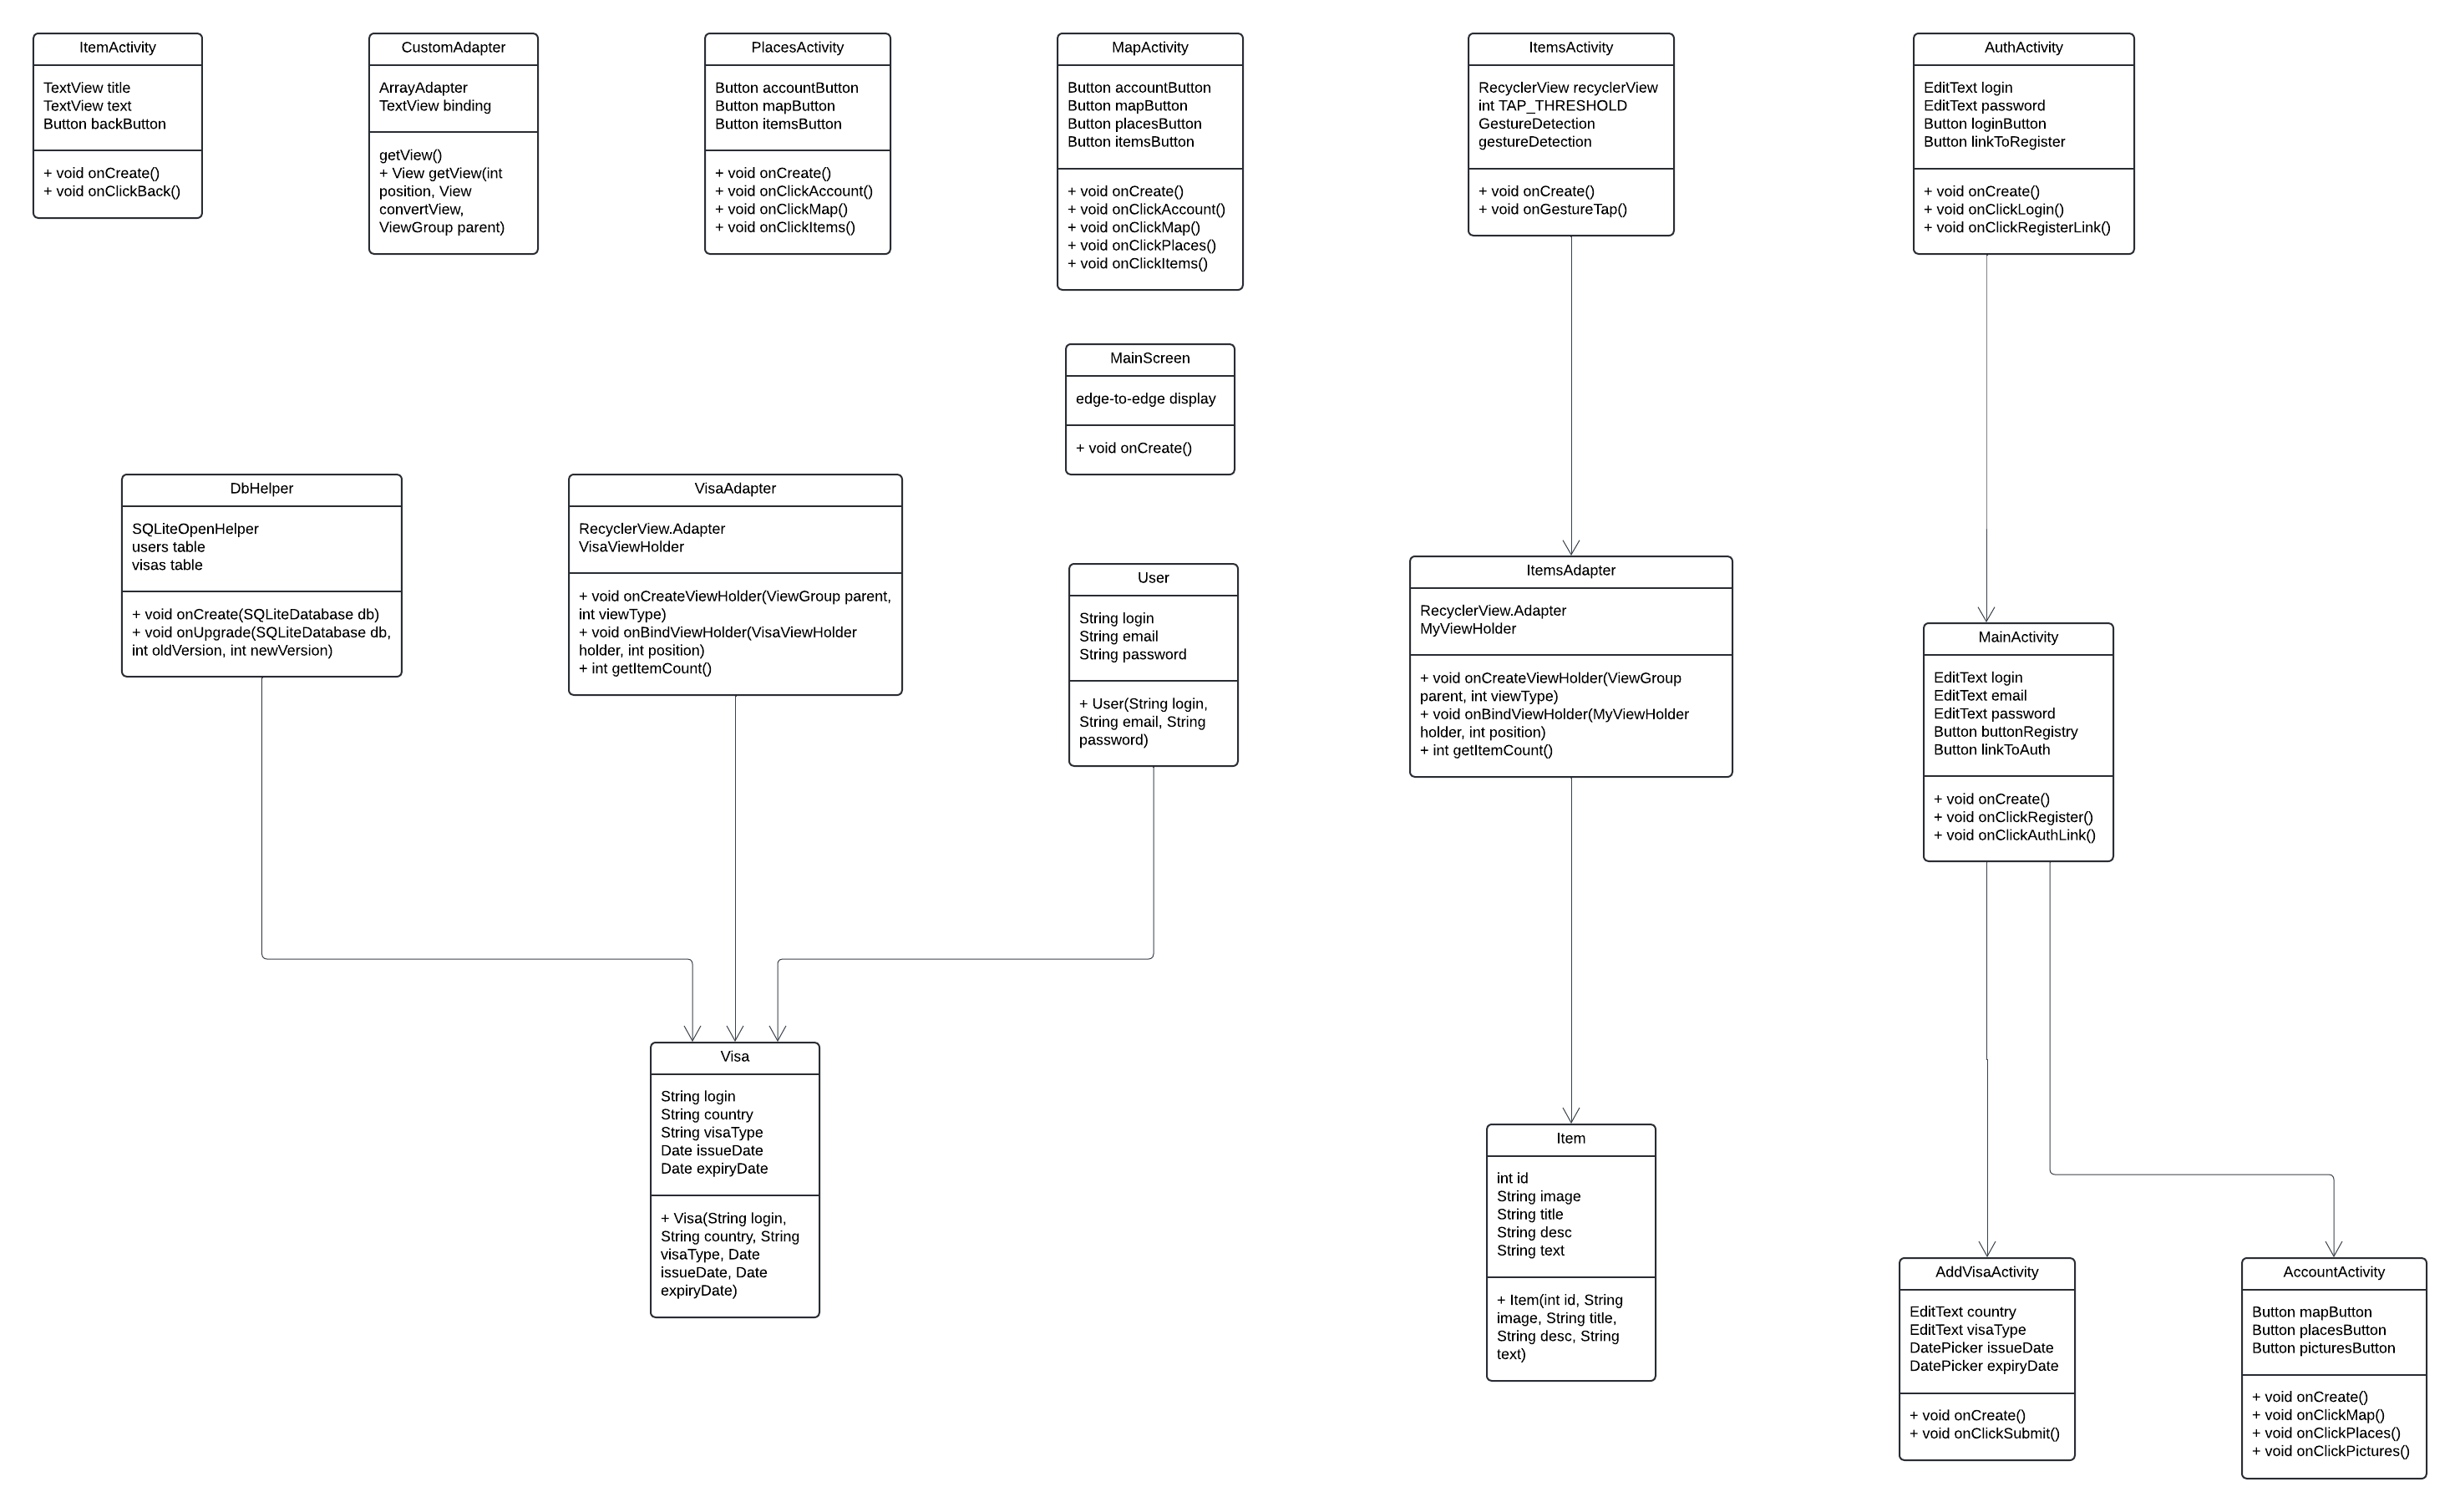 ItemActivity
TextView title
TextView text
Button backButton
+ void onCreate()
+ void onClickBack()
CustomAdapter
ArrayAdapter
TextView binding
getView()
+ View getView(int
position, View
convertView,
ViewGroup parent)
PlacesActivity
Button accountButton
Button mapButton
Button itemsButton
+ void onCreate()
+ void onClickAccount()
+ void onClickMap()
+ void onClickItems()
MapActivity
Button accountButton
Button mapButton
Button placesButton
Button itemsButton
+ void onCreate()
+ void onClickAccount()
+ void onClickMap()
+ void onClickPlaces()
+ void onClickItems()
ItemsActivity
RecyclerView recyclerView
int TAP_THRESHOLD
GestureDetection
gestureDetection
+ void onCreate()
+ void onGestureTap()
AuthActivity
EditText login
EditText password
Button loginButton
Button linkToRegister
+ void onCreate()
+ void onClickLogin()
+ void onClickRegisterLink()
MainScreen
edge-to-edge display
+ void onCreate()
DbHelper
SQLiteOpenHelper
users table
visas table
+ void onCreate(SQLiteDatabase db)
+ void onUpgrade(SQLiteDatabase db,
int oldVersion, int newVersion)
VisaAdapter
RecyclerView.Adapter
VisaViewHolder
+ void onCreateViewHolder(ViewGroup parent,
int viewType)
+ void onBindViewHolder(VisaViewHolder
holder, int position)
+ int getItemCount()
User
String login
String email
String password
+ User(String login,
String email, String
password)
ItemsAdapter
RecyclerView.Adapter
MyViewHolder
+ void onCreateViewHolder(ViewGroup
parent, int viewType)
+ void onBindViewHolder(MyViewHolder
holder, int position)
+ int getItemCount()
MainActivity
EditText login
EditText email
EditText password
Button buttonRegistry
Button linkToAuth
+ void onCreate()
+ void onClickRegister()
+ void onClickAuthLink()
Visa
String login
String country
String visaType
Date issueDate
Date expiryDate
+ Visa(String login,
String country, String
visaType, Date
issueDate, Date
expiryDate)
Item
int id
String image
String title
String desc
String text
+ Item(int id, String
image, String title,
String desc, String
text)
AddVisaActivity
EditText country
EditText visaType
DatePicker issueDate
DatePicker expiryDate
+ void onCreate()
+ void onClickSubmit()
AccountActivity
Button mapButton
Button placesButton
Button picturesButton
+ void onCreate()
+ void onClickMap()
+ void onClickPlaces()
+ void onClickPictures()